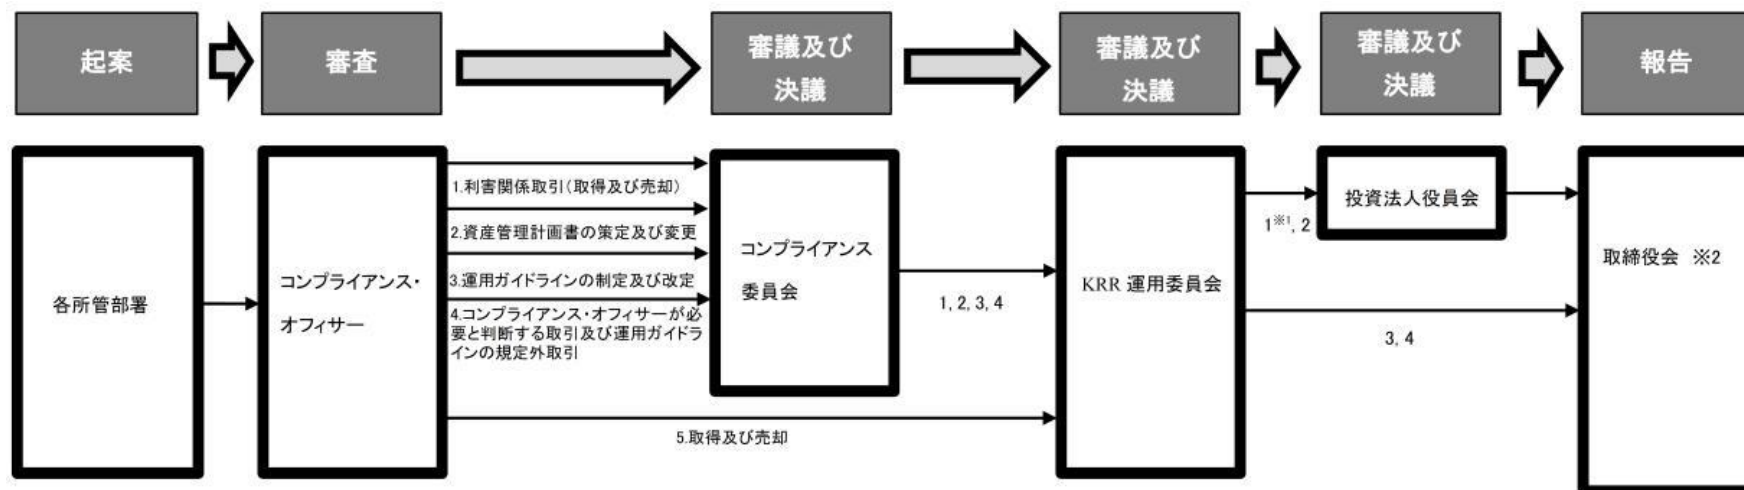 起案
審査
審議及び
決議
審議及び
決議
審議及び
決議
報告
各所管部署
コンプライアンス・
オフィサー
1.利害関係取引(取得及び売却)
2.資産管理計画書の策定及び変更
3.運用ガイドラインの制定及び改定
4.コンプライアンス・オフィサーが必
要と判断する取引及び運用ガイドラ
インの規定外取引
5.取得及び売却
コンプライアンス
委員会
1, 2, 3, 4
KRR 運用委員会
1※1, 2
3, 4
投資法人役員会
取締役会 ※2